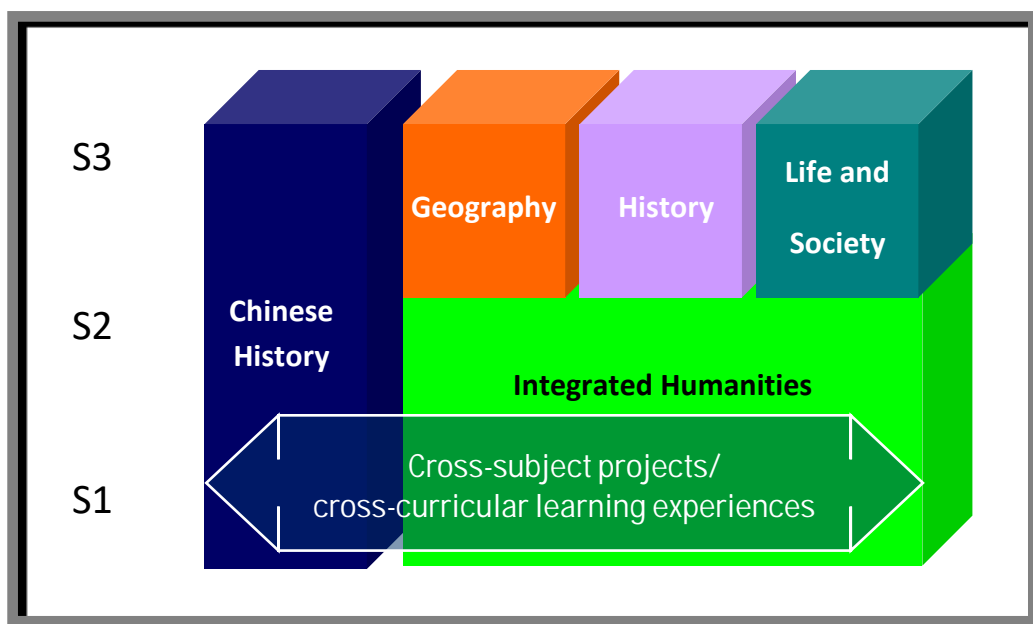 S3
Geography
History
Life and
Society
S2
Chinese
History
Integrated Humanities
S1
Cross-subject projects/
cross-curricular learning experiences